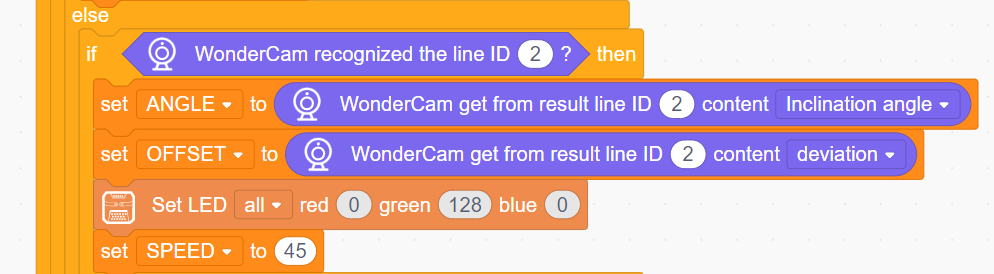 else
if WonderCam recognized the line ID 2 ? then
set ANGLE to WonderCam get from result line ID 2 content Inclination angle
set OFFSET to WonderCam get from result line ID 2 content deviation
Set LED all red 0 green 128 blue 0
set SPEED to 45